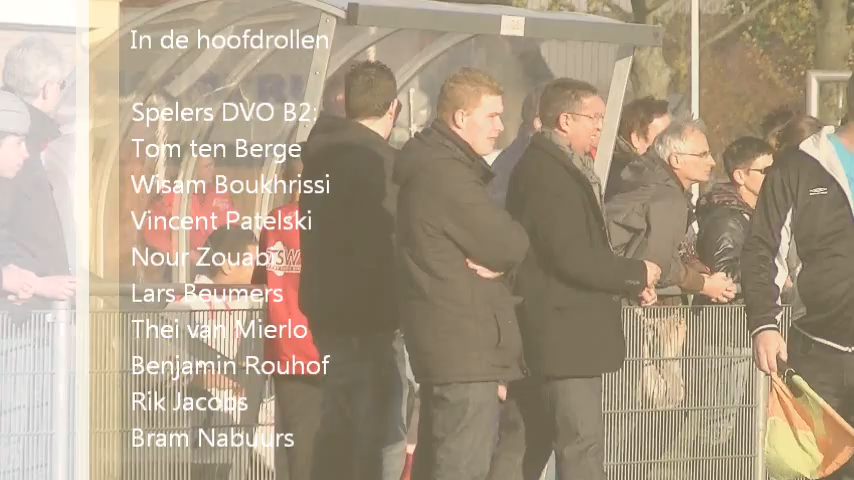 In de hoofdrollen
Spelers DVO B2:
Tom ten Berge
Wisam Boukhrissi
Vincent Patelski
Nour Zouabi
Lars Beumers
Thei van Mierlo
Benjamin Rouhof
Rik Jacobs
Bram Nabuurs